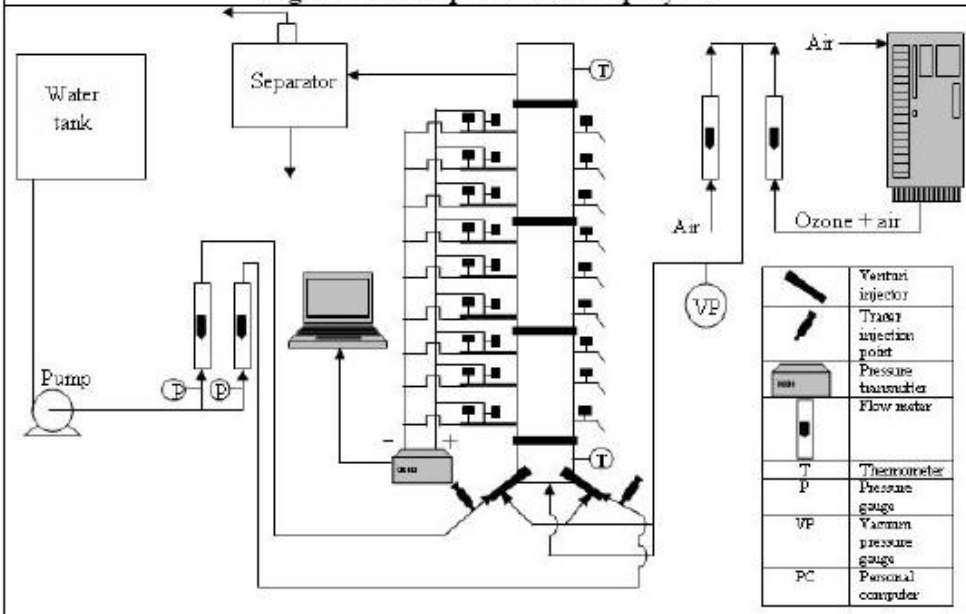 Water
tank
Separator
T
Air
Air
Ozone + air
VP
Pump
P
P
- +
T
Venturi
injector
Tracer
injection
point
Pressure
transmitter
Flow meter
T Thermometer
P Pressure
gauge
VP Vacuum
pressure
gauge
PC Personal
computer